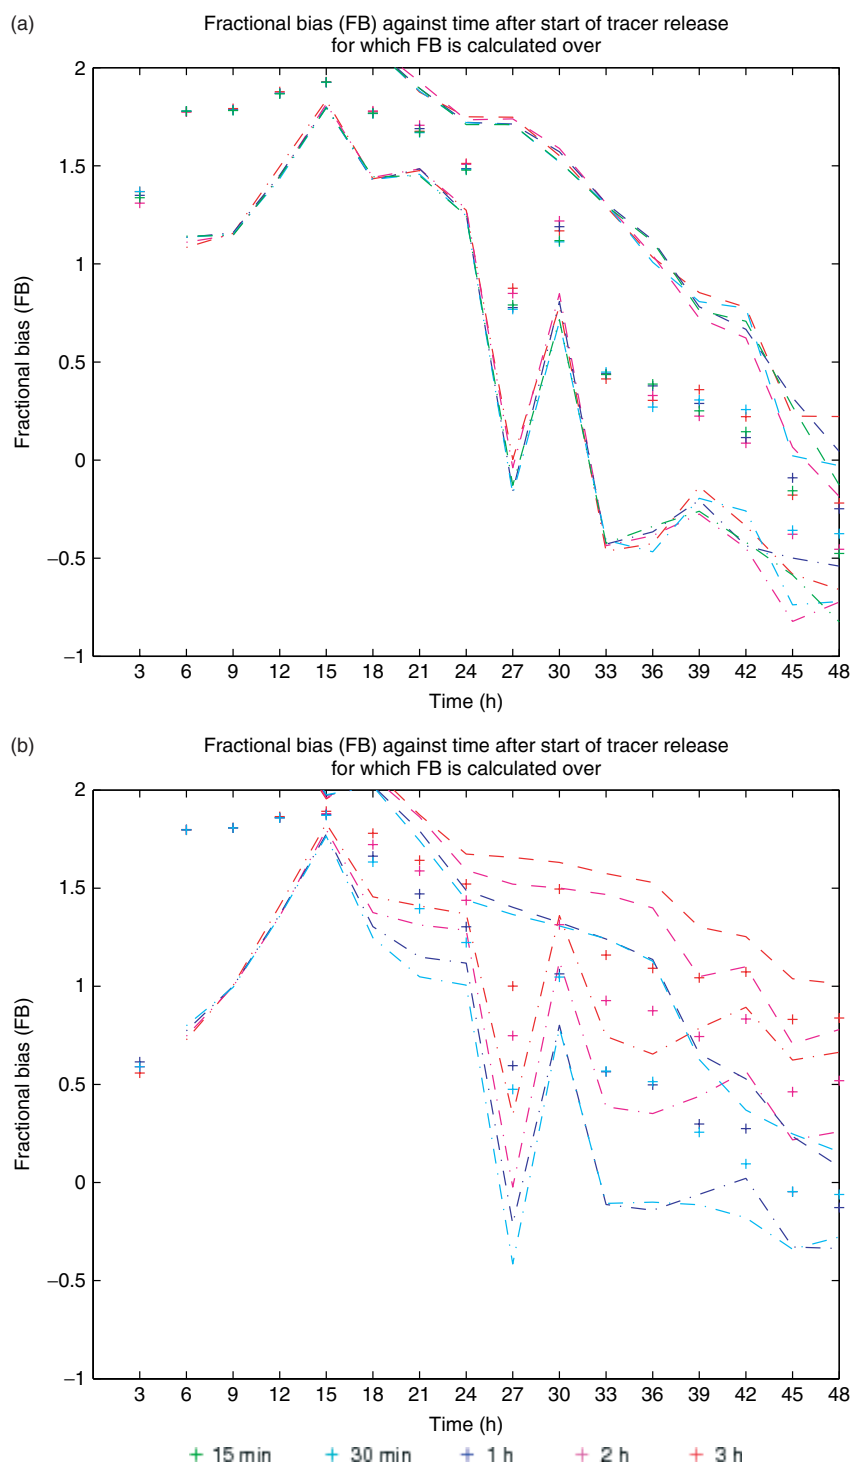 (a)
Fractional bias (FB) against time after start of tracer release
for which FB is calculated over
2
1.5
1
0.5
0
−0.5
−1
Fractional bias (FB)
3 6 9 12 15 18 21 24 27 30 33 36 39 42 45 48
Time (h)
(b)
Fractional bias (FB) against time after start of tracer release
for which FB is calculated over
2
1.5
1
0.5
0
−0.5
−1
Fractional bias (FB)
3 6 9 12 15 18 21 24 27 30 33 36 39 42 45 48
Time (h)
+ 15 min + 30 min + 1 h + 2 h + 3 h